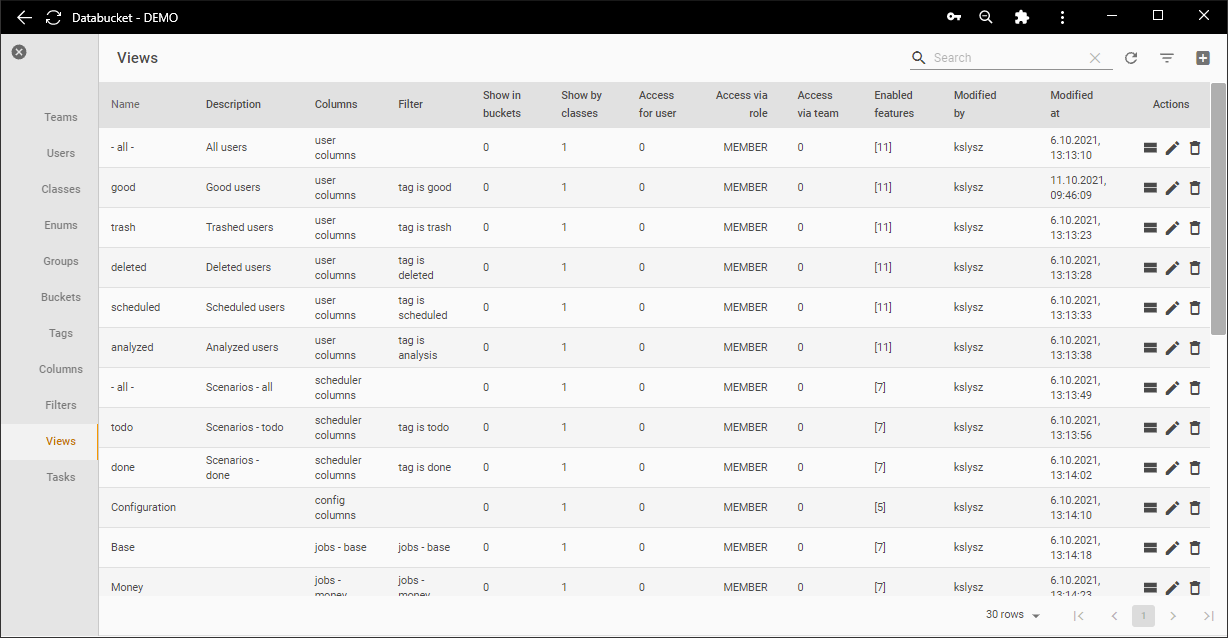 Databucket - DEMO
Views
Search
Teams
Users
Classes
Enums
Groups
Buckets
Tags
Columns
Filters
Views
Tasks
Name Description Columns Filter Show in buckets Show by classes Access for user Access via role Access via team Enabled features Modified by Modified at Actions
- all - All users user columns 0 1 0 MEMBER 0 [11] kslysz 6.10.2021, 13:13:10
good Good users user columns tag is good 0 1 0 MEMBER 0 [11] kslysz 11.10.2021, 09:46:09
trash Trashed users user columns tag is trash 0 1 0 MEMBER 0 [11] kslysz 6.10.2021, 13:13:23
deleted Deleted users user columns tag is deleted 0 1 0 MEMBER 0 [11] kslysz 6.10.2021, 13:13:28
scheduled Scheduled users user columns tag is scheduled 0 1 0 MEMBER 0 [11] kslysz 6.10.2021, 13:13:33
analyzed Analyzed users user columns tag is analysis 0 1 0 MEMBER 0 [11] kslysz 6.10.2021, 13:13:38
- all - Scenarios - all scheduler columns 0 1 0 MEMBER 0 [7] kslysz 6.10.2021, 13:13:49
todo Scenarios - todo scheduler columns tag is todo 0 1 0 MEMBER 0 [7] kslysz 6.10.2021, 13:13:56
done Scenarios - done scheduler columns tag is done 0 1 0 MEMBER 0 [7] kslysz 6.10.2021, 13:14:02
Configuration config columns 0 1 0 MEMBER 0 [5] kslysz 6.10.2021, 13:14:10
Base jobs - base jobs - base 0 1 0 MEMBER 0 [7] kslysz 6.10.2021, 13:14:18
Money jobs - money jobs - money 0 1 0 MEMBER 0 [7] kslysz 6.10.2021, 13:14:23
30 rows
1